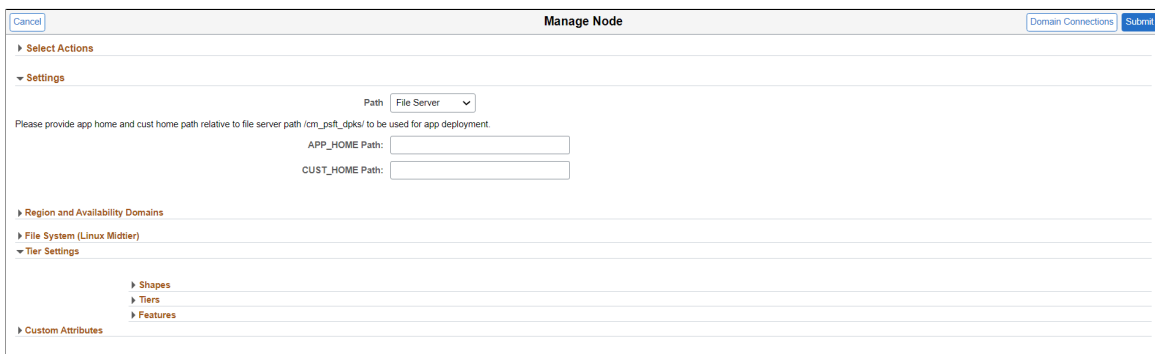 Cancel Manage Node Domain Connections Submit
Select Actions
Settings
Path File Server
Please provide app home and cust home path relative to file server path /cm_psft_dpks/ to be used for app deployment.
APP_HOME Path:
CUST_HOME Path:
Region and Availability Domains
File System (Linux Midtier)
Tier Settings
Shapes
Tiers
Features
Custom Attributes